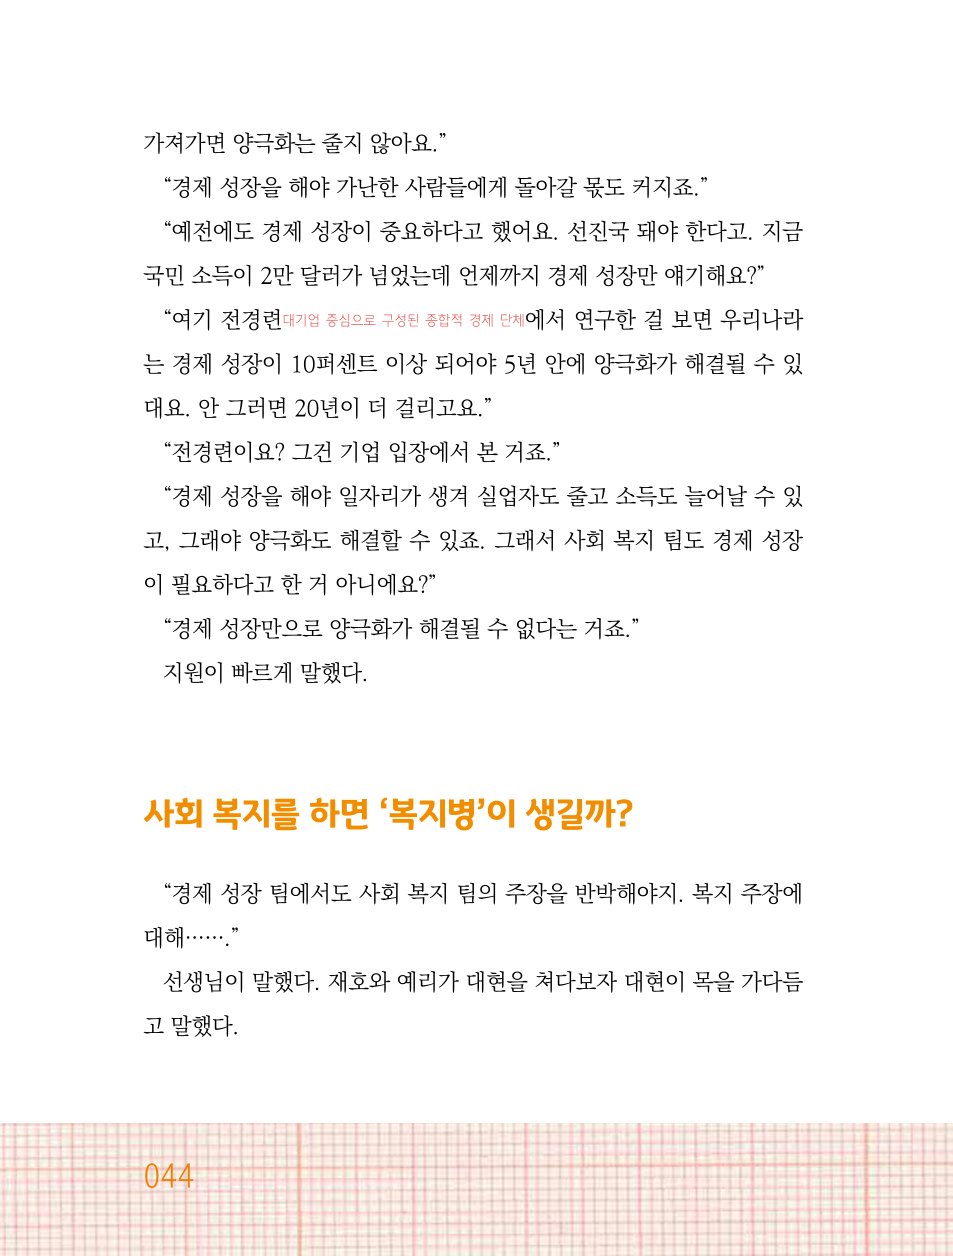 가져가면 양극화는 줄지 않아요.”
“경제 성장을 해야 가난한 사람들에게 돌아갈 몫도 커지죠.”
“예전에도 경제 성장이 중요하다고 했어요. 선진국 돼야 한다고. 지금
국민 소득이 2만 달러가 넘었는데 언제까지 경제 성장만 얘기해요?”
“여기 전경련대기업 중심으로 구성된 종합적 경제 단체에서 연구한 걸 보면 우리나라
는 경제 성장이 10퍼센트 이상 되어야 5년 안에 양극화가 해결될 수 있
대요. 안 그러면 20년이 더 걸리고요.”
“전경련이요? 그건 기업 입장에서 본 거죠.”
“경제 성장을 해야 일자리가 생겨 실업자도 줄고 소득도 늘어날 수 있
고, 그래야 양극화도 해결할 수 있죠. 그래서 사회 복지 팀도 경제 성장
이 필요하다고 한 거 아니에요?”
“경제 성장만으로 양극화가 해결될 수 없다는 거죠.”
지원이 빠르게 말했다.
사회 복지를 하면 ‘복지병’이 생길까?
“경제 성장 팀에서도 사회 복지 팀의 주장을 반박해야지. 복지 주장에
대해…….”
선생님이 말했다. 재호와 예리가 대현을 쳐다보자 대현이 목을 가다듬
고 말했다.
044